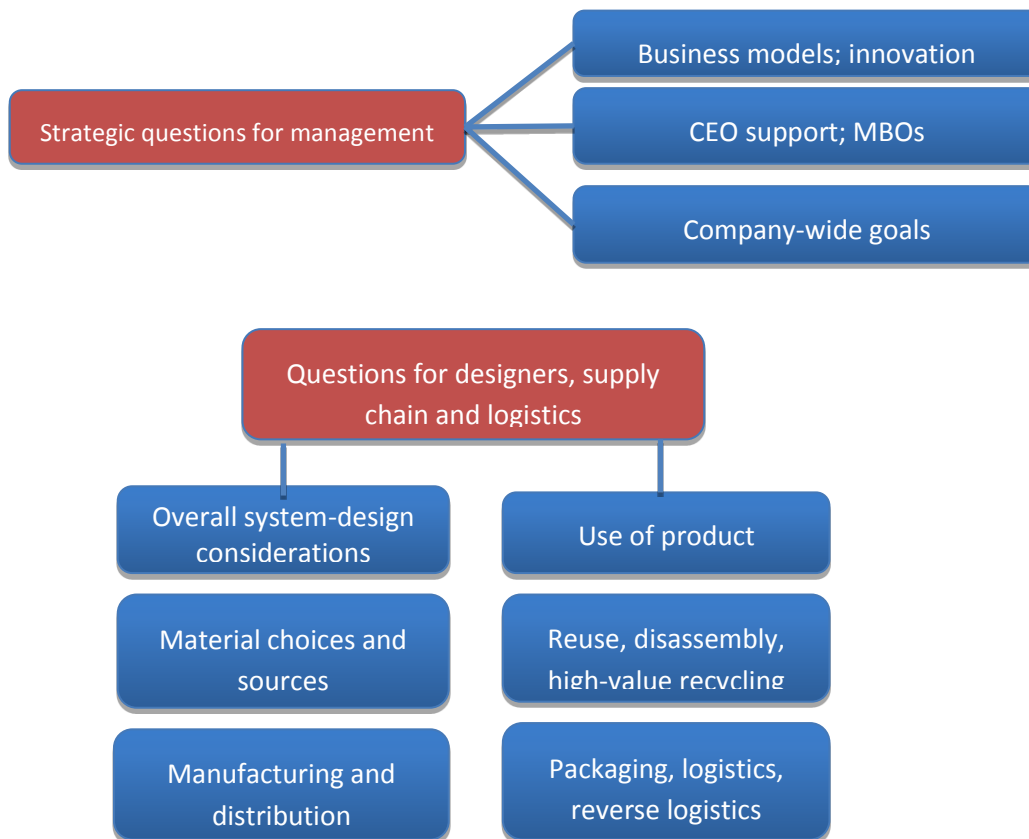 Business models; innovation
Strategic questions for management
CEO support; MBOs
Company-wide goals
Questions for designers, supply
chain and logistics
Overall system-design
considerations
Use of product
Material choices and
sources
Reuse, disassembly,
high-value recycling
Manufacturing and
distribution
Packaging, logistics,
reverse logistics